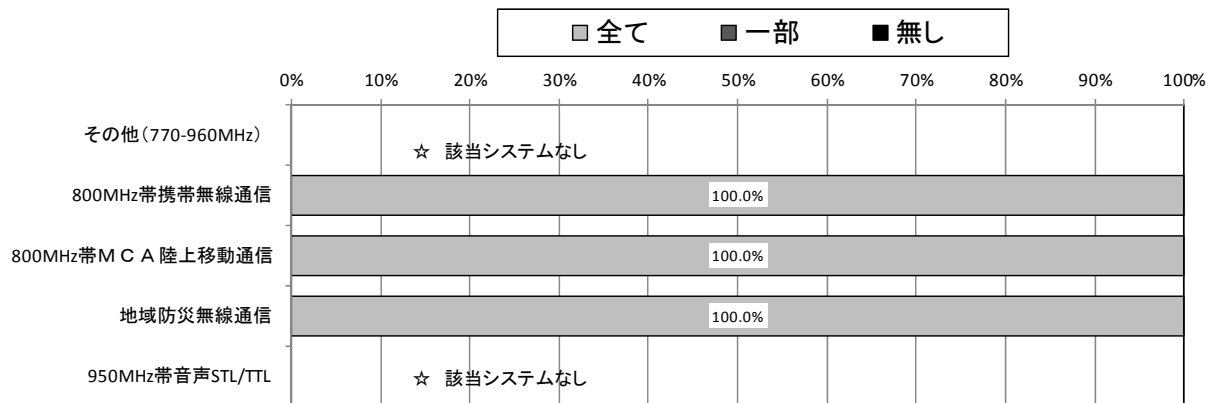 全て 一部 無し
0% 10% 20% 30% 40% 50% 60% 70% 80% 90% 100%
その他(770-960MHz)
☆ 該当システムなし
800MHz帯携帯無線通信
100.0%
800MHz帯MCA陸上移動通信
100.0%
地域防災無線通信
100.0%
950MHz帯音声STL/TTL
☆ 該当システムなし